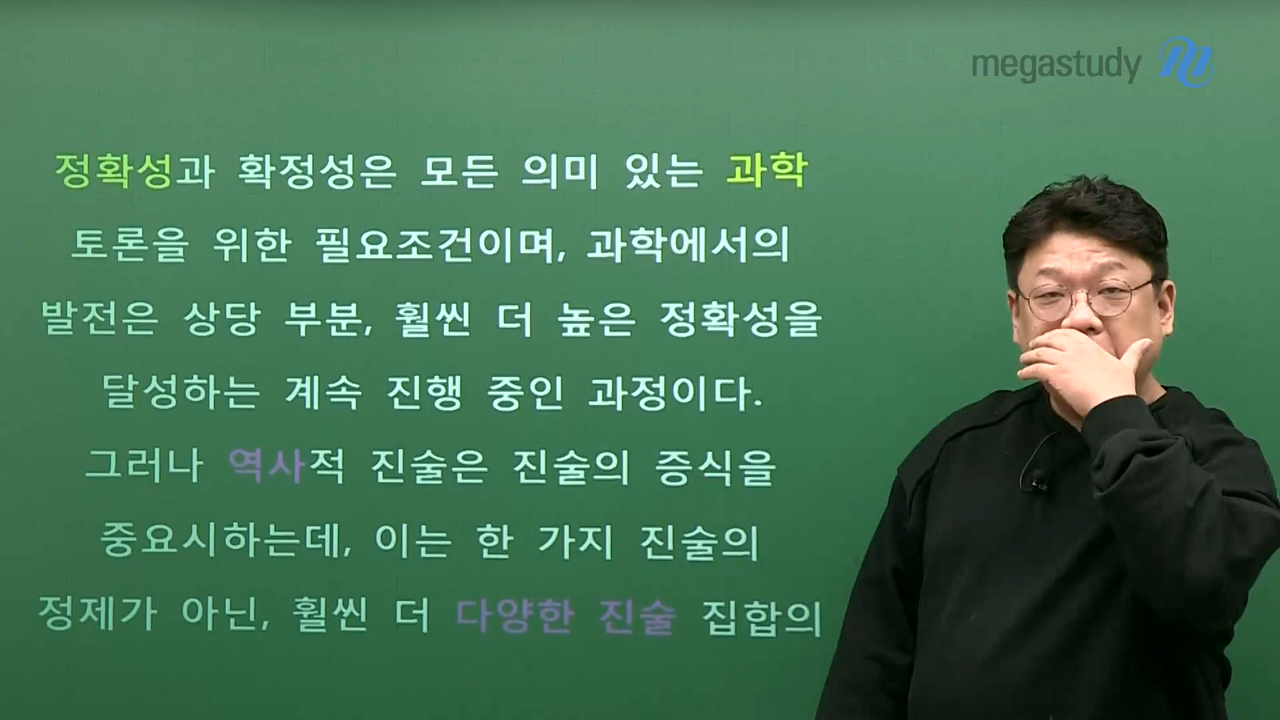 megastudy
정확성과 확정성은 모든 의미 있는 과학
토론을 위한 필요조건이며, 과학에서의
발전은 상당 부분, 훨씬 더 높은 정확성을
달성하는 계속 진행 중인 과정이다.
그러나 역사적 진술은 진술의 증식을
중요시하는데, 이는 한 가지 진술의
정제가 아닌, 훨씬 더 다양한 진술 집합의